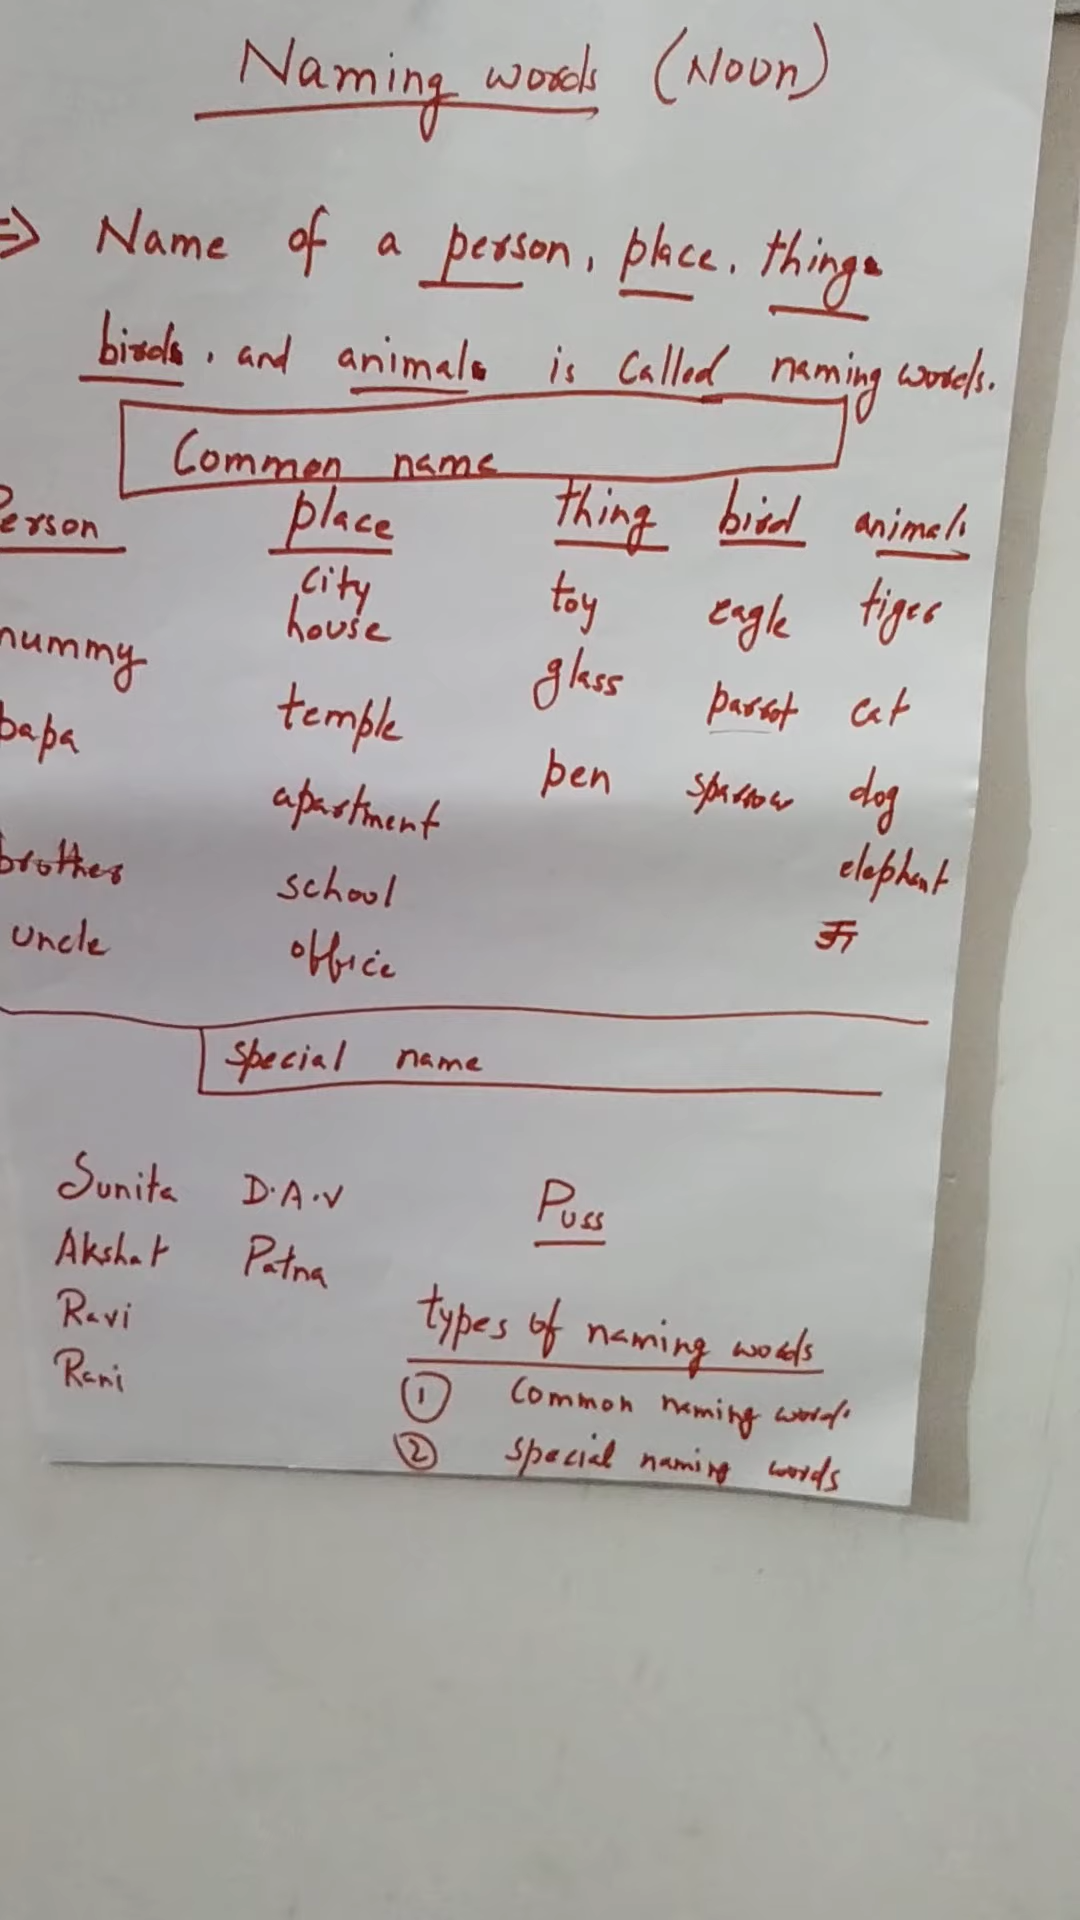 Naming words (Noun)
=> Name of a person, place, things
birds, and animals is called naming words.
Common name
Person place thing bird animals
city
house toy eagle tiger
mummy glass
papa temple parrot cat
apartment pen sparrow dog
brother school elephant
uncle office
special name
Sunita D.A.V Puss
Akshat Patna
Ravi types of naming words
Rani ① Common naming words
② special naming words